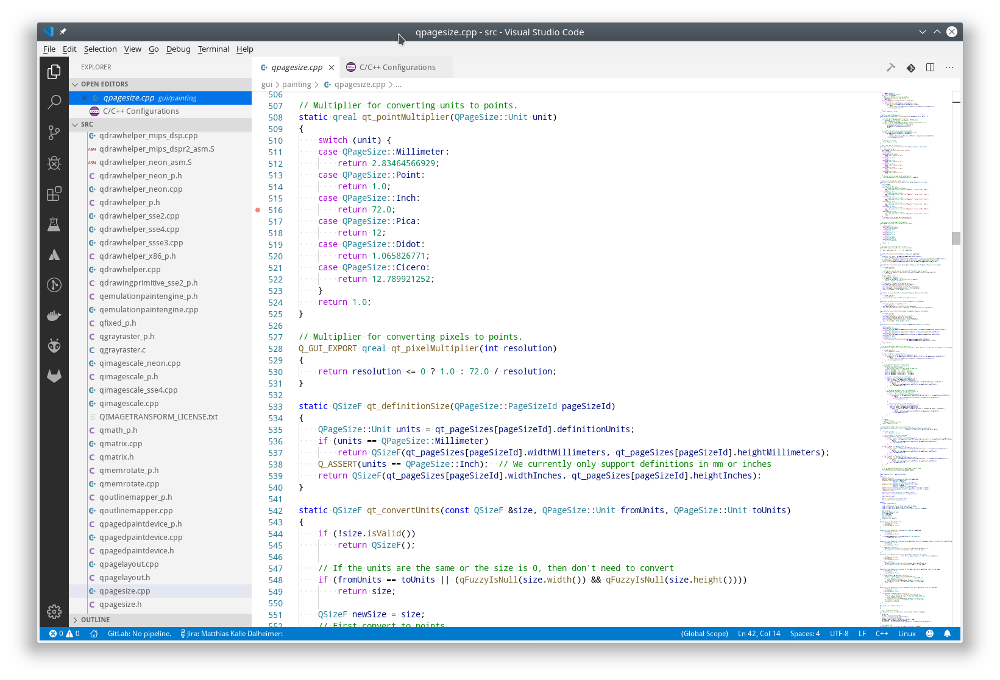 qpagesize.cpp - src - Visual Studio Code
File Edit Selection View Go Debug Terminal Help
EXPLORER
OPEN EDITORS
qpagesize.cpp gui/painting
C/C++ Configurations
SRC
qdrawhelper_mips_dsp.cpp
ASM qdrawhelper_mips_dspr2_asm.S
ASM qdrawhelper_neon_asm.S
C qdrawhelper_neon_p.h
qdrawhelper_neon.cpp
C qdrawhelper_p.h
qdrawhelper_sse2.cpp
qdrawhelper_sse4.cpp
qdrawhelper_ssse3.cpp
C qdrawhelper_x86_p.h
qdrawhelper.cpp
C qdrawingprimitive_sse2_p.h
C qemulationpaintengine_p.h
qemulationpaintengine.cpp
C qfixed_p.h
C qgrayraster_p.h
C qgrayraster.c
qimagescale_neon.cpp
C qimagescale_p.h
qimagescale_sse4.cpp
qimagescale.cpp
QIMAGETRANSFORM_LICENSE.txt
C qmath_p.h
qmatrix.cpp
C qmatrix.h
C qmemrotate_p.h
qmemrotate.cpp
C qoutlinemapper_p.h
qoutlinemapper.cpp
C qpagedpaintdevice_p.h
qpagedpaintdevice.cpp
C qpagedpaintdevice.h
qpagelayout.cpp
C qpagelayout.h
qpagesize.cpp
C qpagesize.h
OUTLINE
qpagesize.cpp C/C++ Configurations
gui > painting > qpagesize.cpp > ...
506
507 // Multiplier for converting units to points.
508 static qreal qt_pointMultiplier(QPageSize::Unit unit)
509 {
510 switch (unit) {
511 case QPageSize::Millimeter:
512 return 2.83464566929;
513 case QPageSize::Point:
514 return 1.0;
515 case QPageSize::Inch:
516 return 72.0;
517 case QPageSize::Pica:
518 return 12;
519 case QPageSize::Didot:
520 return 1.065826771;
521 case QPageSize::Cicero:
522 return 12.789921252;
523 }
524 return 1.0;
525 }
526
527 // Multiplier for converting pixels to points.
528 Q_GUI_EXPORT qreal qt_pixelMultiplier(int resolution)
529 {
530 return resolution <= 0 ? 1.0 : 72.0 / resolution;
531 }
532
533 static QSizeF qt_definitionSize(QPageSize::PageSizeId pageSizeId)
534 {
535 QPageSize::Unit units = qt_pageSizes[pageSizeId].definitionUnits;
536 if (units == QPageSize::Millimeter)
537 return QSizeF(qt_pageSizes[pageSizeId].widthMillimeters, qt_pageSizes[pageSizeId].heightMillimeters);
538 Q_ASSERT(units == QPageSize::Inch); // We currently only support definitions in mm or inches
539 return QSizeF(qt_pageSizes[pageSizeId].widthInches, qt_pageSizes[pageSizeId].heightInches);
540 }
541
542 static QSizeF qt_convertUnits(const QSizeF &size, QPageSize::Unit fromUnits, QPageSize::Unit toUnits)
543 {
544 if (!size.isValid())
545 return QSizeF();
546
547 // If the units are the same or the size is 0, then don't need to convert
548 if (fromUnits == toUnits || (qFuzzyIsNull(size.width()) && qFuzzyIsNull(size.height())))
549 return size;
550
551 QSizeF newSize = size;
552 // First convert to points
0 0 GitLab: No pipeline. Jira: Matthias Kalle Dalheimer: (Global Scope) Ln 42, Col 14 Spaces: 4 UTF-8 LF C++ Linux